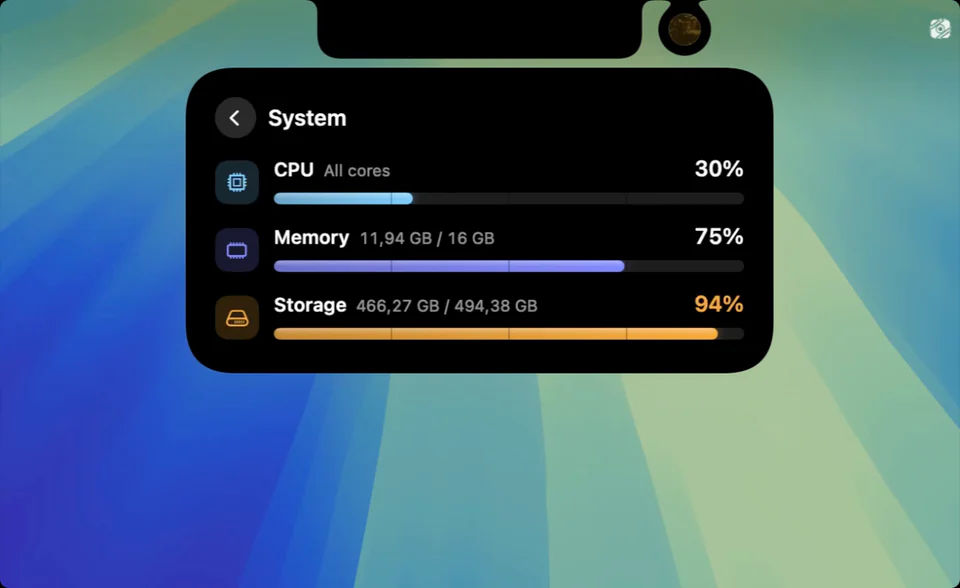 System
CPU All cores 30%
Memory 11,94 GB / 16 GB 75%
Storage 466,27 GB / 494,38 GB 94%